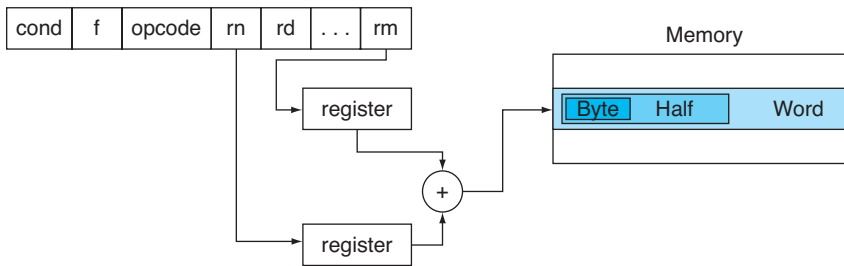 cond f opcode rn rd . . . rm
Memory
register
Byte Half Word
+
register